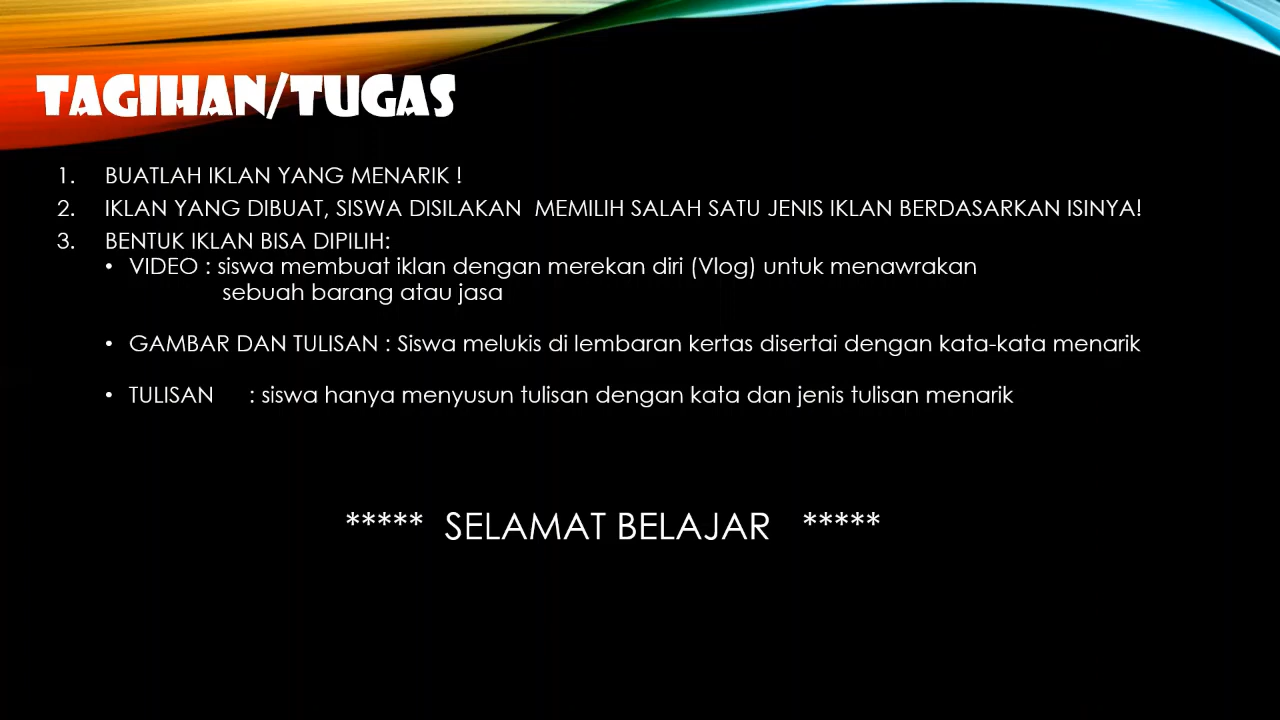 TAGIHAN/TUGAS
1. BUATLAH IKLAN YANG MENARIK !
2. IKLAN YANG DIBUAT, SISWA DISILAKAN MEMILIH SALAH SATU JENIS IKLAN BERDASARKAN ISINYA!
3. BENTUK IKLAN BISA DIPILIH:
• VIDEO : siswa membuat iklan dengan merekan diri (Vlog) untuk menawrakan
sebuah barang atau jasa
• GAMBAR DAN TULISAN : Siswa melukis di lembaran kertas disertai dengan kata-kata menarik
• TULISAN : siswa hanya menyusun tulisan dengan kata dan jenis tulisan menarik
***** SELAMAT BELAJAR *****